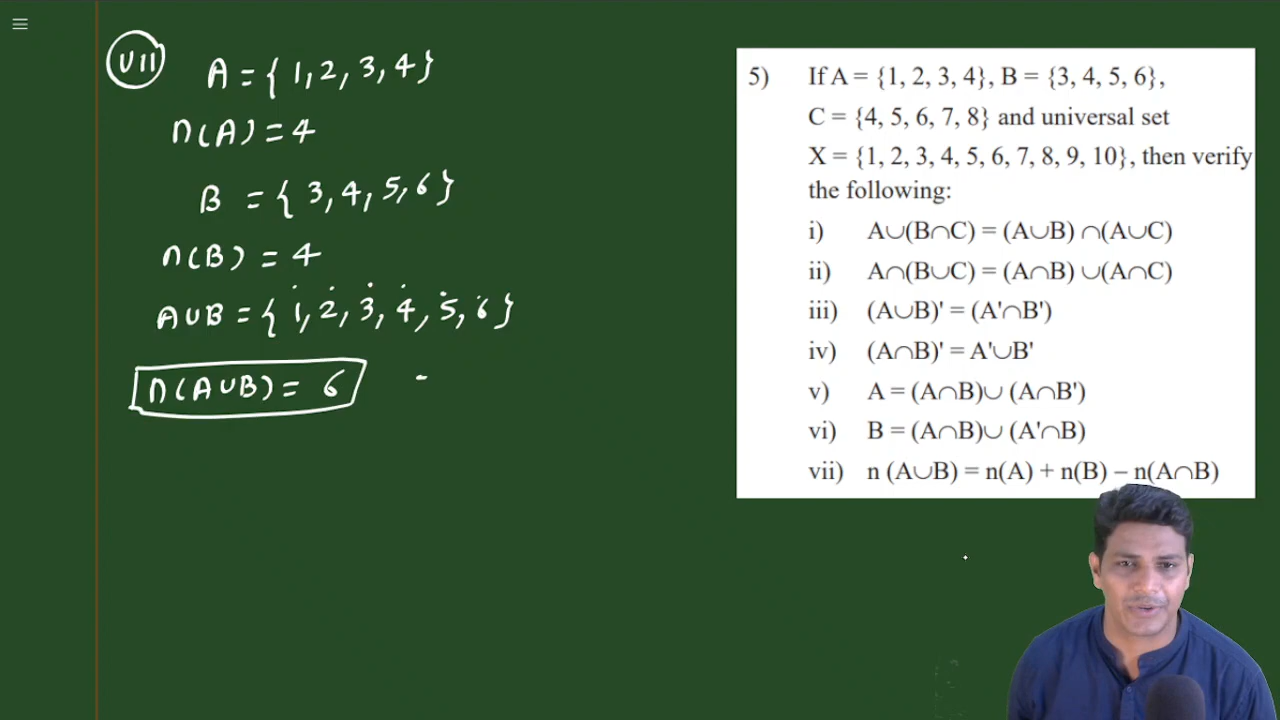 VII A = { 1, 2, 3, 4 }
n(A) = 4
B = { 3, 4, 5, 6 }
n(B) = 4
A∪B = { 1, 2, 3, 4, 5, 6 }
n(A∪B) = 6
5) If A = {1, 2, 3, 4}, B = {3, 4, 5, 6},
C = {4, 5, 6, 7, 8} and universal set
X = {1, 2, 3, 4, 5, 6, 7, 8, 9, 10}, then verify
the following:
i) A∪(B∩C) = (A∪B) ∩(A∪C)
ii) A∩(B∪C) = (A∩B) ∪(A∩C)
iii) (A∪B)' = (A'∩B')
iv) (A∩B)' = A'∪B'
v) A = (A∩B)∪ (A∩B')
vi) B = (A∩B)∪ (A'∩B)
vii) n (A∪B) = n(A) + n(B) – n(A∩B)